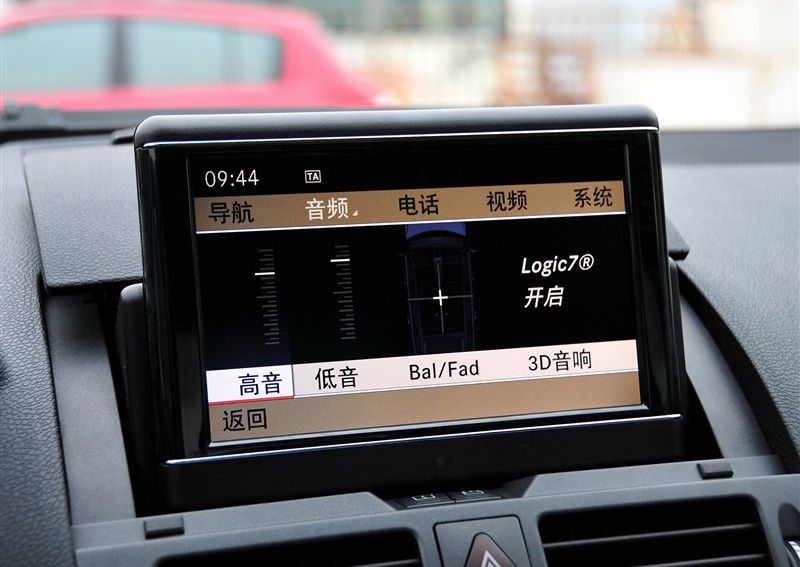 09:44 TA
导航 音频 电话 视频 系统
Logic7®
开启
高音 低音 Bal/Fad 3D音响
返回